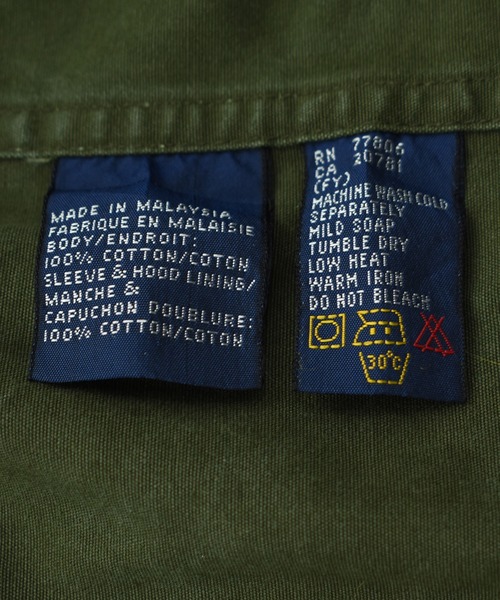 MADE IN MALAYSIA
FABRIQUE EN MALAISIE
BODY/ENDROIT:
100% COTTON/COTON
SLEEVE & HOOD LINING/
MANCHE &
CAPUCHON DOUBLURE:
100% COTTON/COTON
RN 77806
CA 30781
(FY)
MACHINE WASH COLD
SEPARATELY
MILD SOAP
TUMBLE DRY
LOW HEAT
WARM IRON
DO NOT BLEACH
30°C